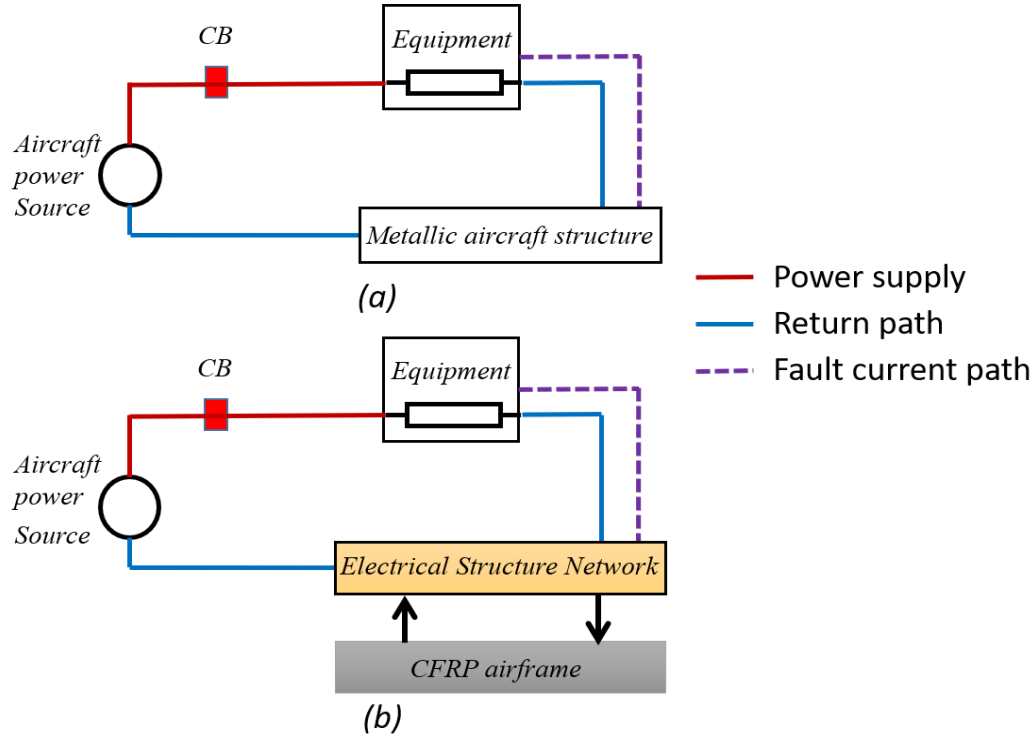 CB
Equipment
Aircraft
power
Source
Metallic aircraft structure
(a)
Power supply
Return path
Fault current path
CB
Equipment
Aircraft
power
Source
Electrical Structure Network
CFRP airframe
(b)